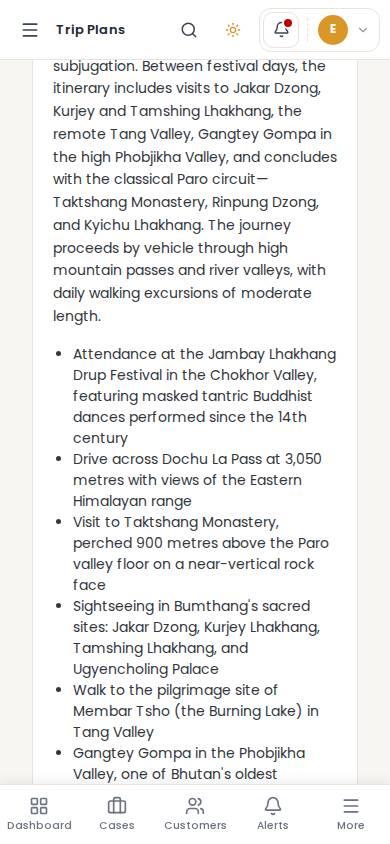 Trip Plans
E
subjugation. Between festival days, the
itinerary includes visits to Jakar Dzong,
Kurjey and Tamshing Lhakhang, the
remote Tang Valley, Gangtey Gompa in
the high Phobjikha Valley, and concludes
with the classical Paro circuit—
Taktshang Monastery, Rinpung Dzong,
and Kyichu Lhakhang. The journey
proceeds by vehicle through high
mountain passes and river valleys, with
daily walking excursions of moderate
length.
• Attendance at the Jambay Lhakhang
Drup Festival in the Chokhor Valley,
featuring masked tantric Buddhist
dances performed since the 14th
century
• Drive across Dochu La Pass at 3,050
metres with views of the Eastern
Himalayan range
• Visit to Taktshang Monastery,
perched 900 metres above the Paro
valley floor on a near-vertical rock
face
• Sightseeing in Bumthang's sacred
sites: Jakar Dzong, Kurjey Lhakhang,
Tamshing Lhakhang, and
Ugyencholing Palace
• Walk to the pilgrimage site of
Membar Tsho (the Burning Lake) in
Tang Valley
• Gangtey Gompa in the Phobjikha
Valley, one of Bhutan's oldest
Dashboard
Cases
Customers
Alerts
More